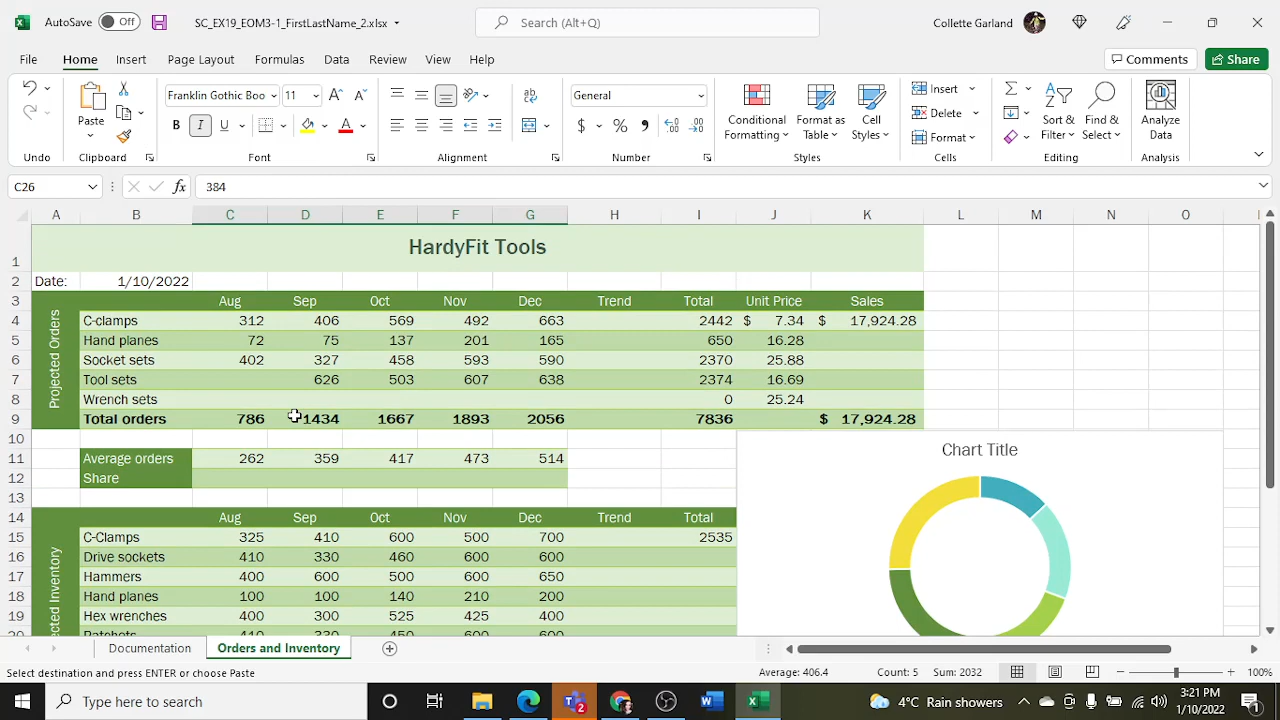 AutoSave Off SC_EX19_EOM3-1_FirstLastName_2.xlsx Search (Alt+Q) Collette Garland
File Home Insert Page Layout Formulas Data Review View Help Comments Share
Franklin Gothic Boo 11 General Insert
Paste Conditional Formatting Format as Table Cell Styles Delete Sort & Filter Find & Select Analyze Data
B I U $ % , Format
Undo Clipboard Font Alignment Number Styles Cells Editing Analysis
C26 fx 384
A B C D E F G H I J K L M N O
1 HardyFit Tools
2 Date: 1/10/2022
3 Aug Sep Oct Nov Dec Trend Total Unit Price Sales
Projected Orders
4 C-clamps 312 406 569 492 663 2442 $ 7.34 $ 17,924.28
5 Hand planes 72 75 137 201 165 650 16.28
6 Socket sets 402 327 458 593 590 2370 25.88
7 Tool sets 626 503 607 638 2374 16.69
8 Wrench sets 0 25.24
9 Total orders 786 1434 1667 1893 2056 7836 $ 17,924.28
10
11 Average orders 262 359 417 473 514
12 Share
13
Chart Title
14 Aug Sep Oct Nov Dec Trend Total
ected Inventory
15 C-Clamps 325 410 600 500 700 2535
16 Drive sockets 410 330 460 600 600
17 Hammers 400 600 500 600 650
18 Hand planes 100 100 140 210 200
19 Hex wrenches 400 300 525 425 400
20 Ratchets 410 330 450 600 600
Documentation Orders and Inventory
Select destination and press ENTER or choose Paste Average: 406.4 Count: 5 Sum: 2032 100%
Type here to search 2 4°C Rain showers 3:21 PM
1/10/2022 1